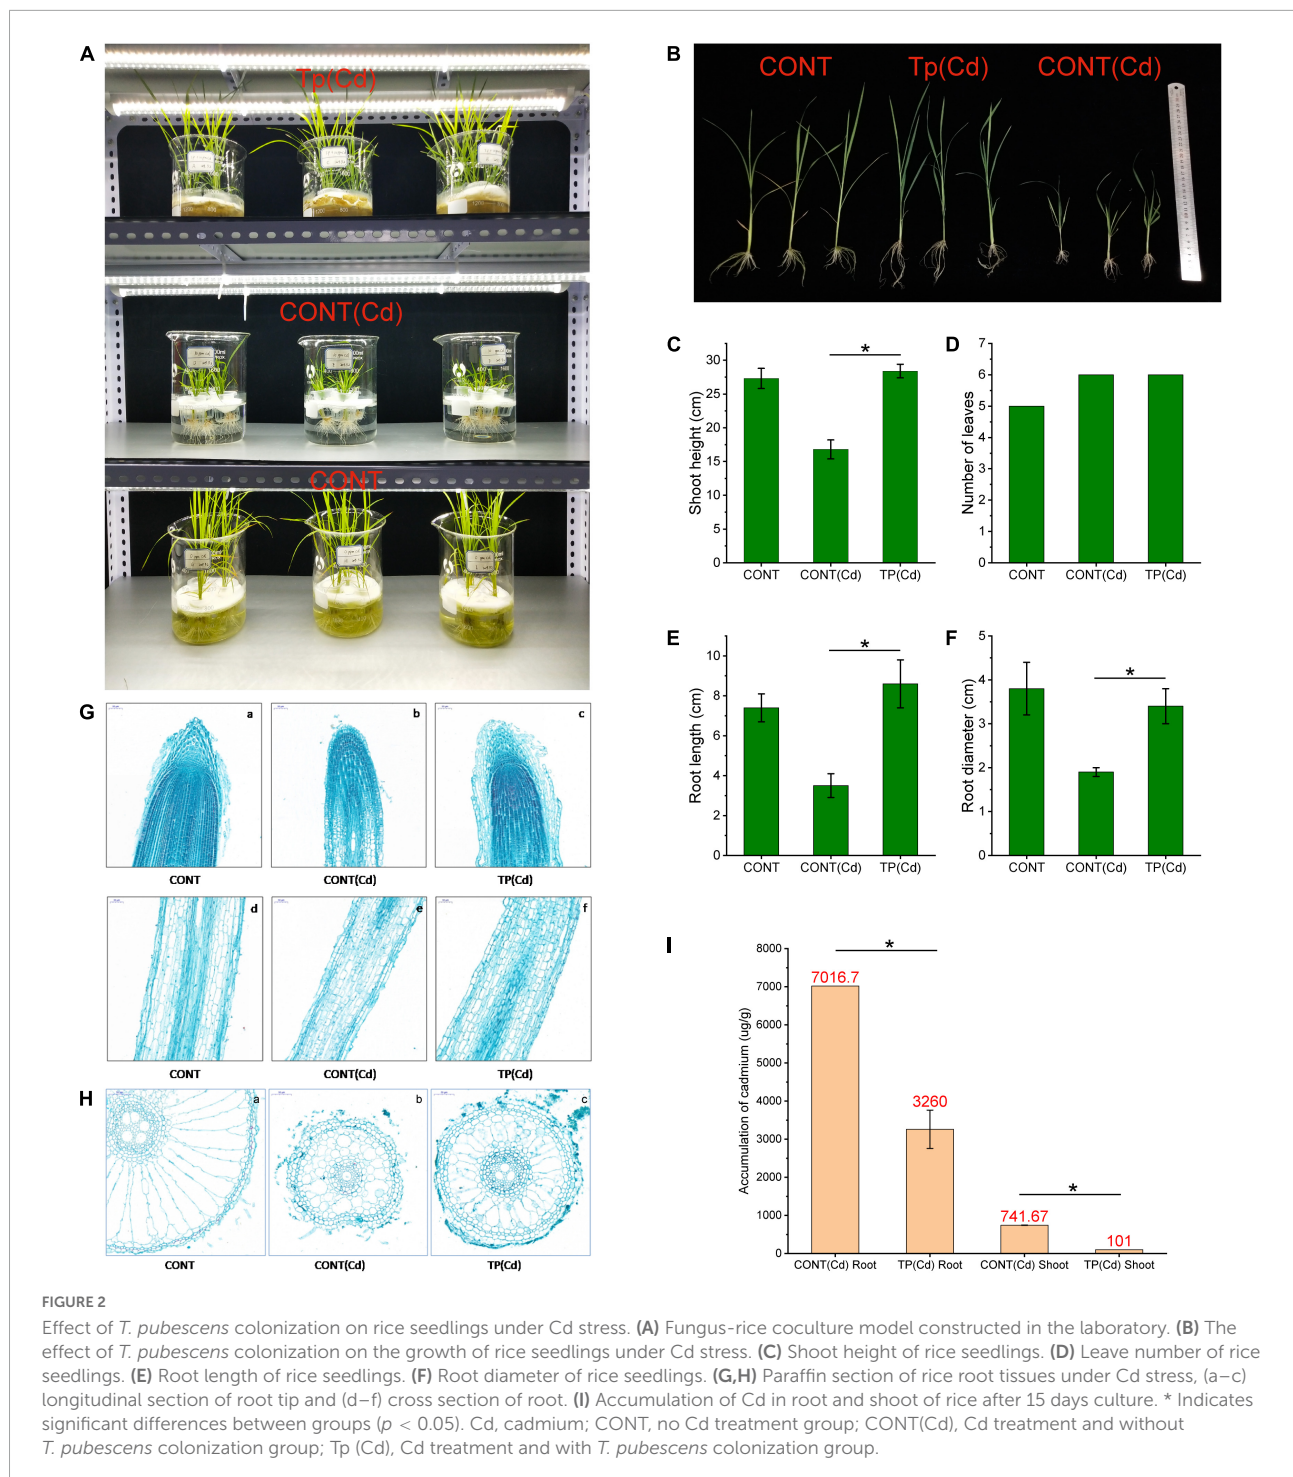 A
Tp(Cd)
CONT(Cd)
CONT
B
CONT Tp(Cd) CONT(Cd)
C
Shoot height (cm)
30
25
20
15
10
5
0
*
CONT CONT(Cd) TP(Cd)
D
Number of leaves
7
6
5
4
3
2
1
0
CONT CONT(Cd) TP(Cd)
E
Root length (cm)
10
8
6
4
2
0
*
CONT CONT(Cd) TP(Cd)
F
Root diameter (cm)
5
4
3
2
1
0
*
CONT CONT(Cd) TP(Cd)
G
a b c
CONT CONT(Cd) TP(Cd)
d e f
CONT CONT(Cd) TP(Cd)
H
a b c
CONT CONT(Cd) TP(Cd)
I
Accumulation of cadmium (ug/g)
8000
7000
6000
5000
4000
3000
2000
1000
0
*
7016.7
3260
*
741.67
101
CONT(Cd) Root TP(Cd) Root CONT(Cd) Shoot TP(Cd) Shoot
FIGURE 2
Effect of T. pubescens colonization on rice seedlings under Cd stress. (A) Fungus-rice coculture model constructed in the laboratory. (B) The
effect of T. pubescens colonization on the growth of rice seedlings under Cd stress. (C) Shoot height of rice seedlings. (D) Leave number of rice
seedlings. (E) Root length of rice seedlings. (F) Root diameter of rice seedlings. (G,H) Paraffin section of rice root tissues under Cd stress, (a–c)
longitudinal section of root tip and (d–f) cross section of root. (I) Accumulation of Cd in root and shoot of rice after 15 days culture. * Indicates
significant differences between groups (p < 0.05). Cd, cadmium; CONT, no Cd treatment group; CONT(Cd), Cd treatment and without
T. pubescens colonization group; Tp (Cd), Cd treatment and with T. pubescens colonization group.